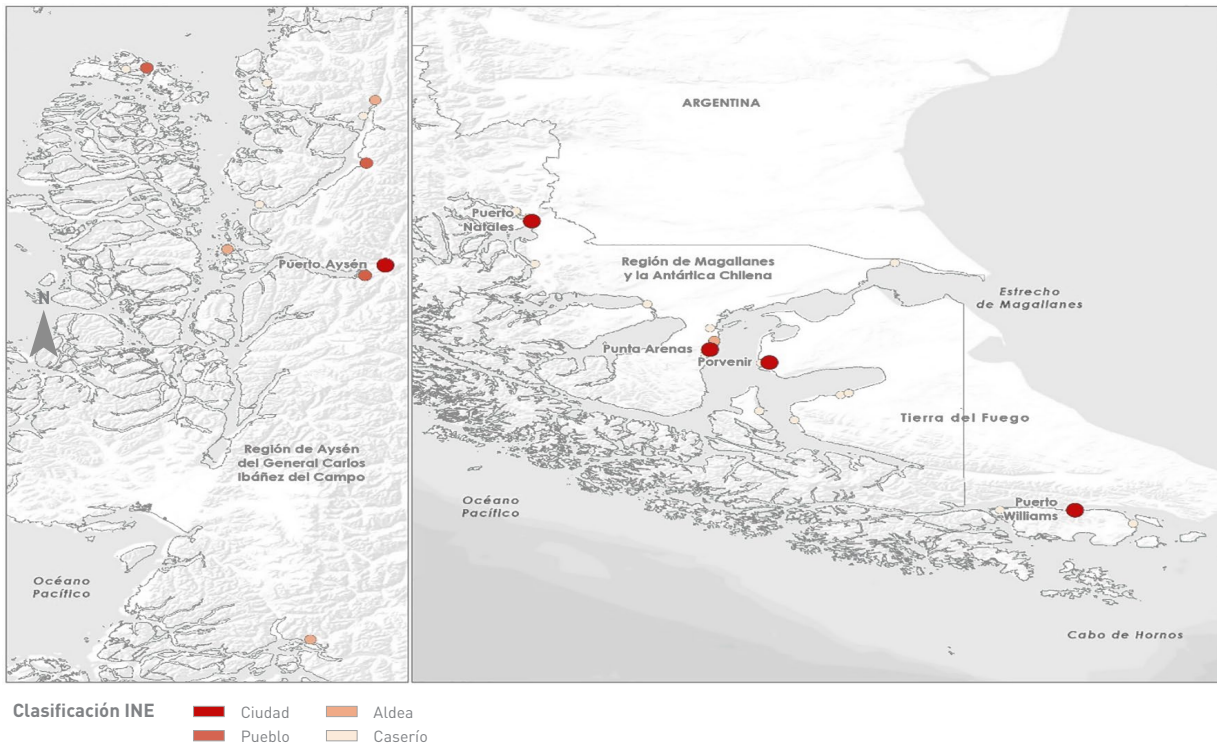 Puerto Aysén
N
Región de Aysén
del General Carlos
Ibáñez del Campo
Océano
Pacífico
ARGENTINA
Puerto
Natales
Región de Magallanes
y la Antártica Chilena
Estrecho
de Magallanes
Punta Arenas
Porvenir
Tierra del Fuego
Océano
Pacífico
Puerto
Williams
Cabo de Hornos
Clasificación INE
Ciudad
Aldea
Pueblo
Caserío